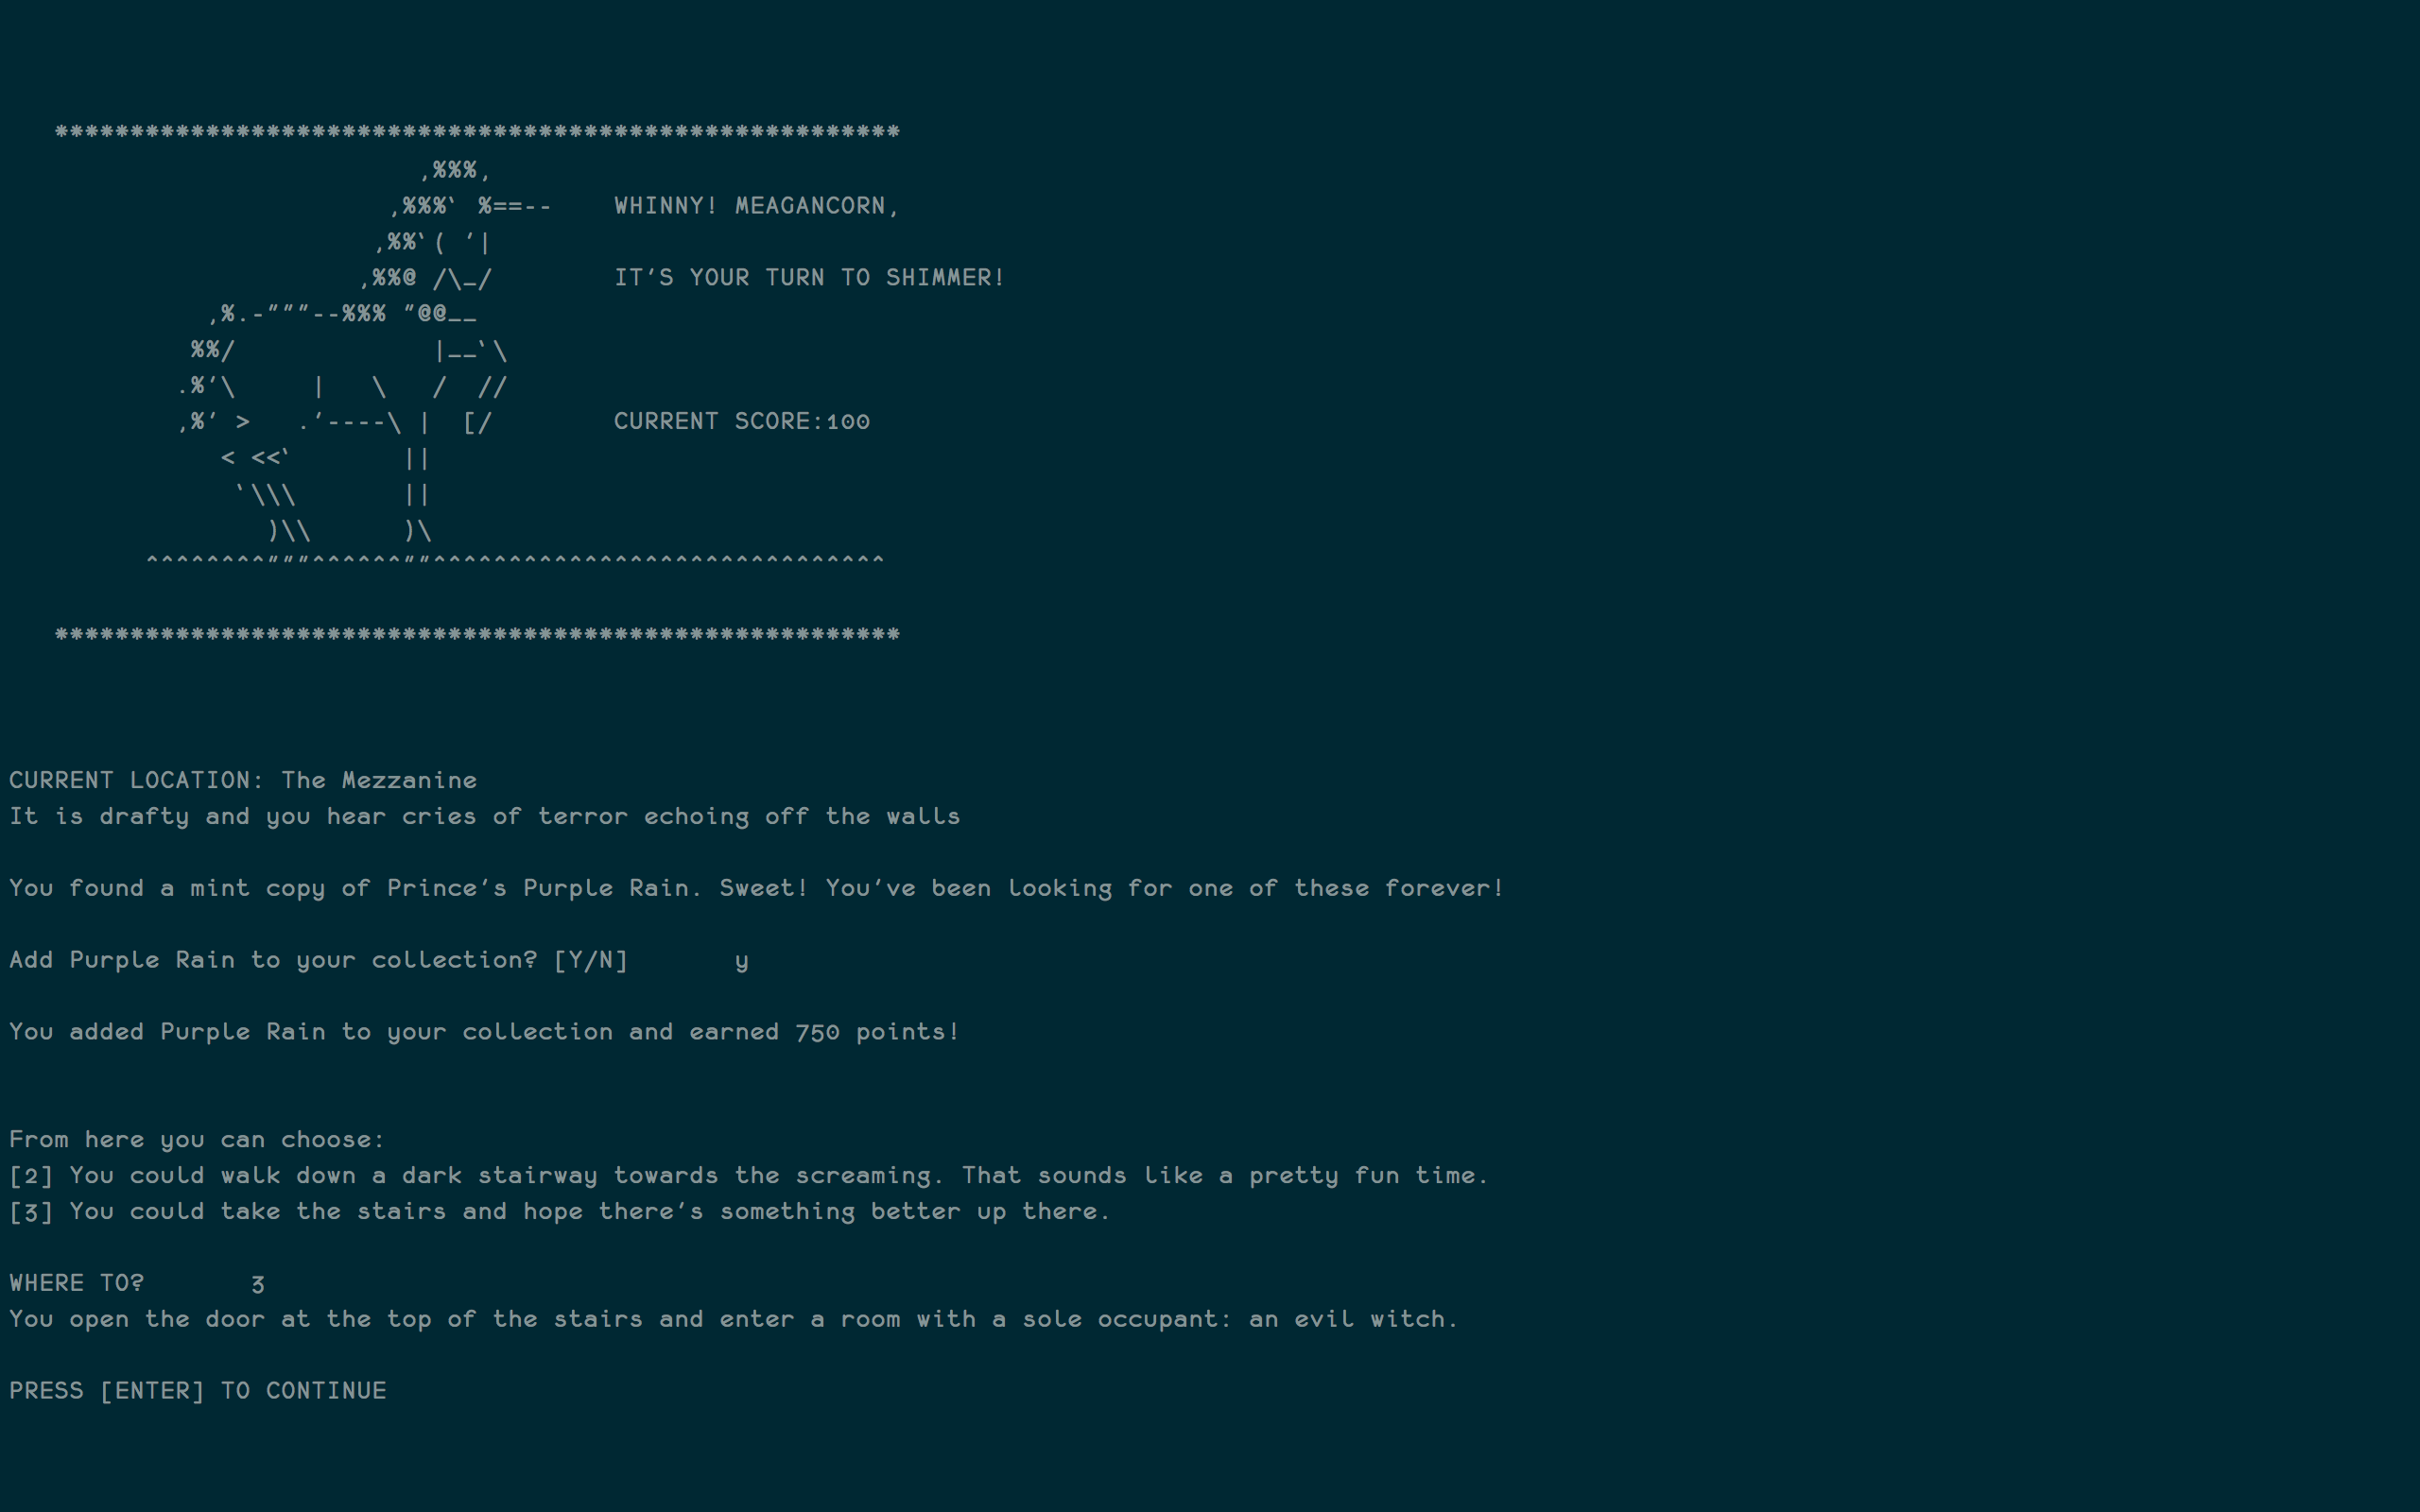 ********************************************************
,%%%,
,%%%` %==-- WHINNY! MEAGANCORN,
,%%`( '|
,%%@ /\_/ IT'S YOUR TURN TO SHIMMER!
,%.-"""--%%% "@@__
%%/ |__`\
.%'\ | \ / //
,%' > .'----\ | [/ CURRENT SCORE:100
< <<` ||
`\\\ ||
)\\ )\
^^^^^^^^"""^^^^^^""^^^^^^^^^^^^^^^^^^^^^^^^^^^^^^
********************************************************
CURRENT LOCATION: The Mezzanine
It is drafty and you hear cries of terror echoing off the walls
You found a mint copy of Prince's Purple Rain. Sweet! You've been looking for one of these forever!
Add Purple Rain to your collection? [Y/N] y
You added Purple Rain to your collection and earned 750 points!
From here you can choose:
[2] You could walk down a dark stairway towards the screaming. That sounds like a pretty fun time.
[3] You could take the stairs and hope there's something better up there.
WHERE TO? 3
You open the door at the top of the stairs and enter a room with a sole occupant: an evil witch.
PRESS [ENTER] TO CONTINUE